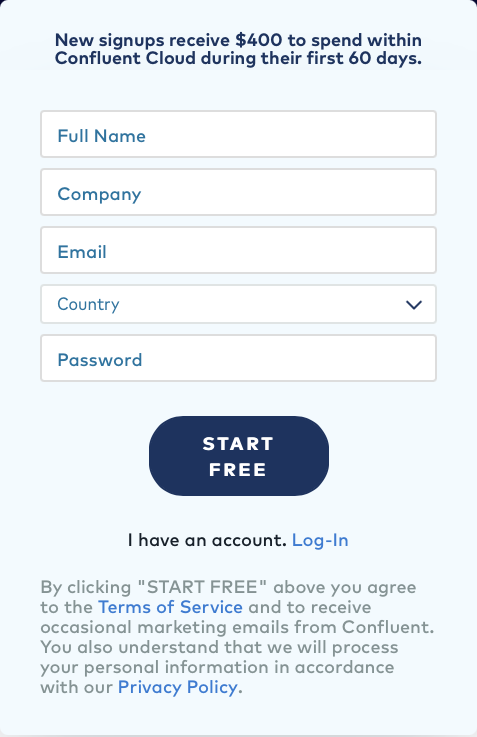 New signups receive $400 to spend within
Confluent Cloud during their first 60 days.
Full Name
Company
Email
Country
Password
START
FREE
I have an account. Log-In
By clicking "START FREE" above you agree
to the Terms of Service and to receive
occasional marketing emails from Confluent.
You also understand that we will process
your personal information in accordance
with our Privacy Policy.